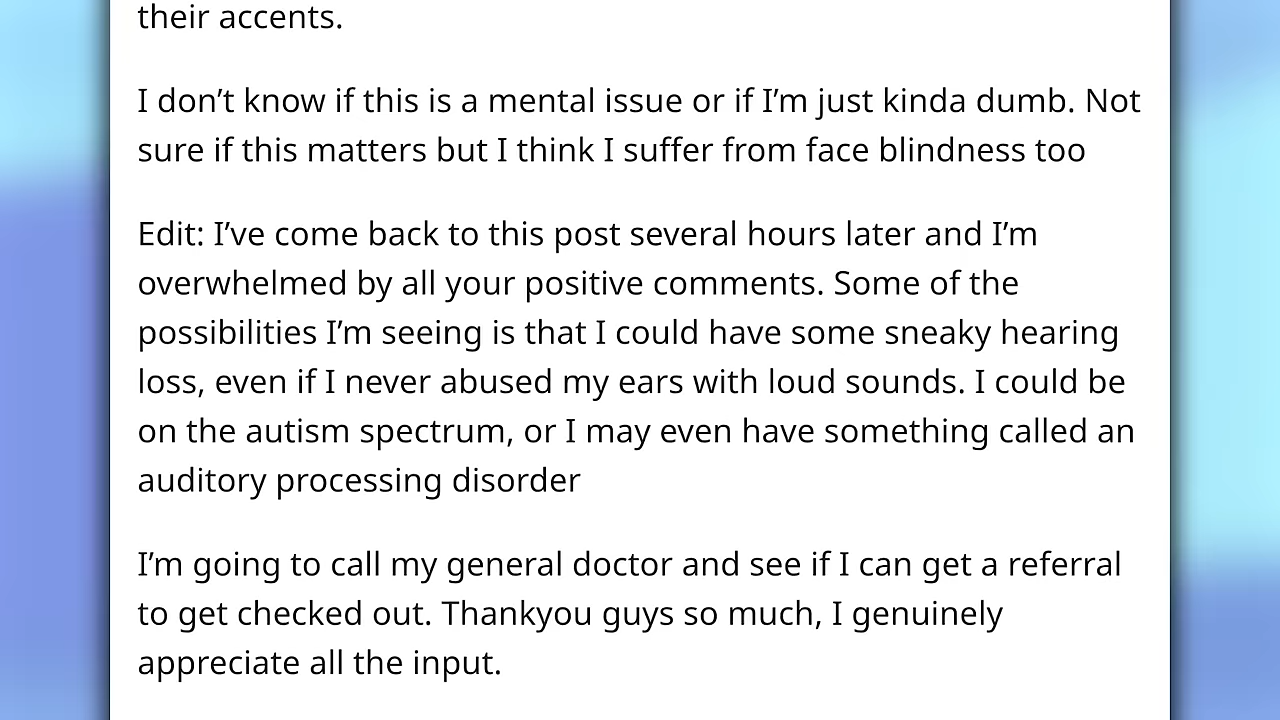 their accents.
I don’t know if this is a mental issue or if I’m just kinda dumb. Not
sure if this matters but I think I suffer from face blindness too
Edit: I’ve come back to this post several hours later and I’m
overwhelmed by all your positive comments. Some of the
possibilities I’m seeing is that I could have some sneaky hearing
loss, even if I never abused my ears with loud sounds. I could be
on the autism spectrum, or I may even have something called an
auditory processing disorder
I’m going to call my general doctor and see if I can get a referral
to get checked out. Thankyou guys so much, I genuinely
appreciate all the input.